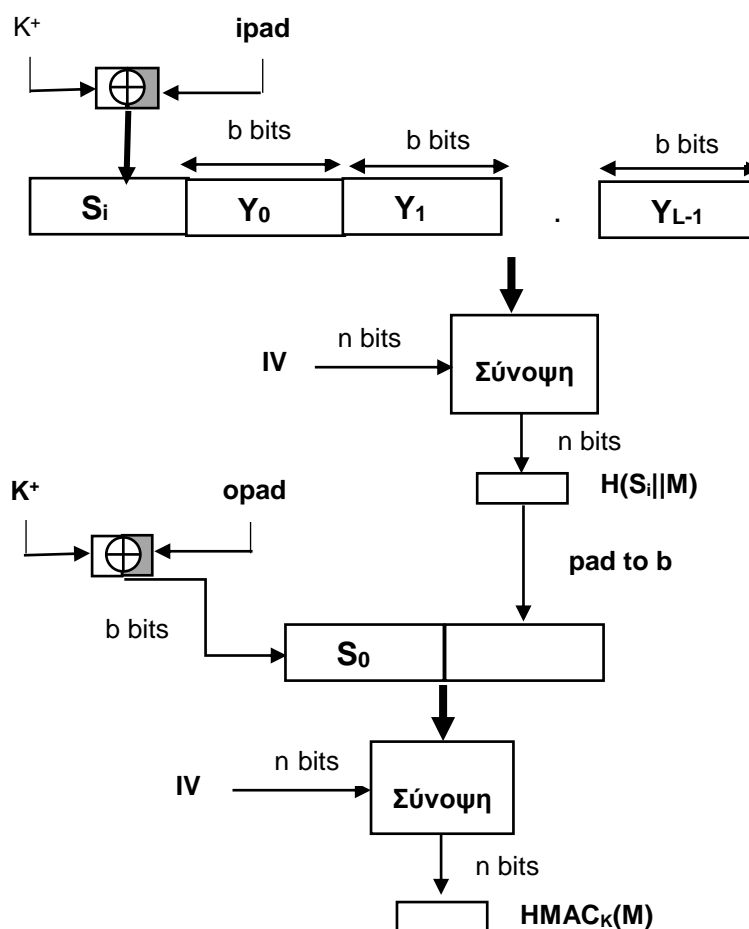 K+ ipad
b bits b bits b bits
Si Y0 Y1 . YL-1
n bits
IV Σύνοψη
n bits
H(Si||M)
K+ opad
pad to b
b bits
S0
n bits
IV Σύνοψη
n bits
HMACK(M)